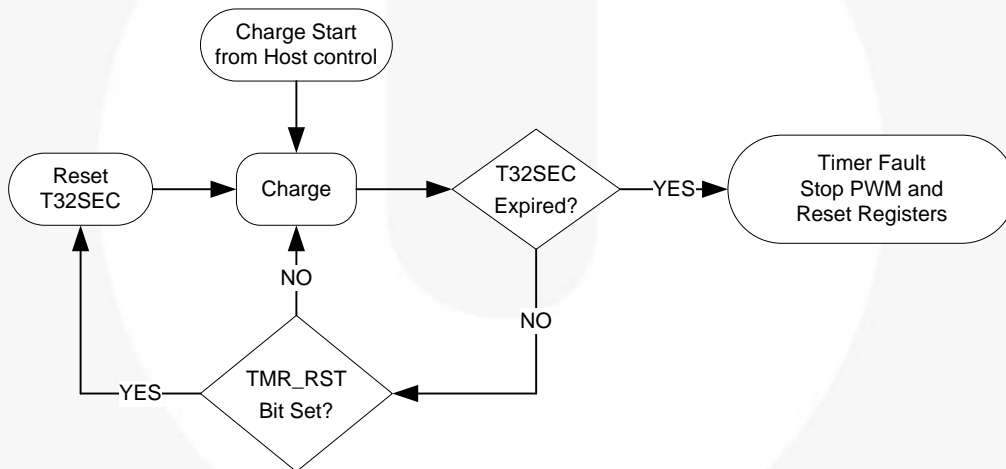 Charge Start
from Host control
Reset
T32SEC
Charge
T32SEC
Expired?
YES
Timer Fault
Stop PWM and
Reset Registers
NO
NO
TMR_RST
Bit Set?
YES